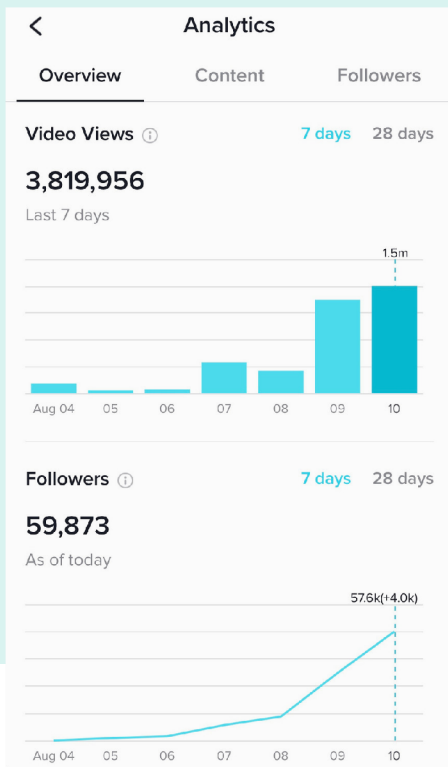 Analytics
Overview Content Followers
Video Views 7 days 28 days
3,819,956
Last 7 days
1.5m
Aug 04 05 06 07 08 09 10
Followers 7 days 28 days
59,873
As of today
57.6k(+4.0k)
Aug 04 05 06 07 08 09 10